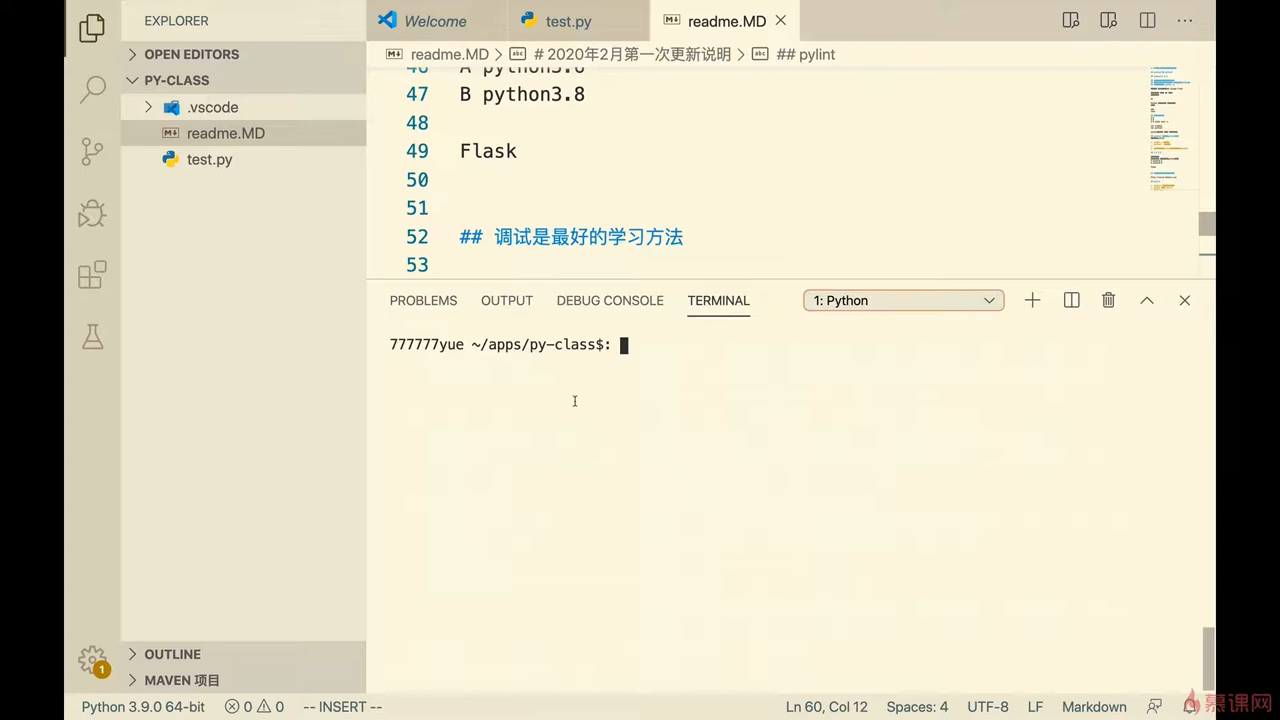 EXPLORER
Welcome
test.py
readme.MD
OPEN EDITORS
readme.MD > # 2020年2月第一次更新说明 > ## pylint
PY-CLASS
.vscode
readme.MD
test.py
46 A python3.6
47 B python3.8
48
49 Flask
50
51
52 ## 调试是最好的学习方法
53
PROBLEMS OUTPUT DEBUG CONSOLE TERMINAL 1: Python
777777yue ~/apps/py-class$:
OUTLINE
MAVEN 项目
1
Python 3.9.0 64-bit 0 0 -- INSERT -- Ln 60, Col 12 Spaces: 4 UTF-8 LF Markdown
慕课网